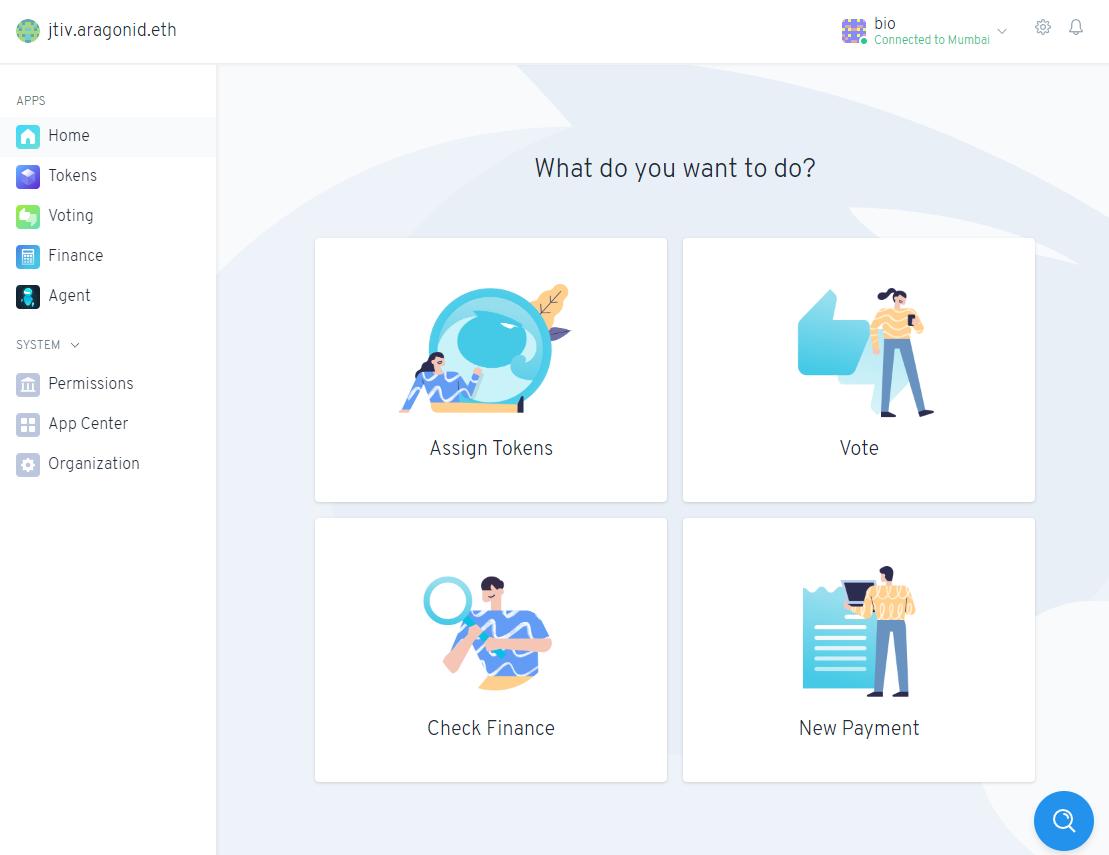 jtiv.aragonid.eth
bio
Connected to Mumbai
APPS
Home
Tokens
Voting
Finance
Agent
SYSTEM
Permissions
App Center
Organization
What do you want to do?
Assign Tokens
Vote
Check Finance
New Payment